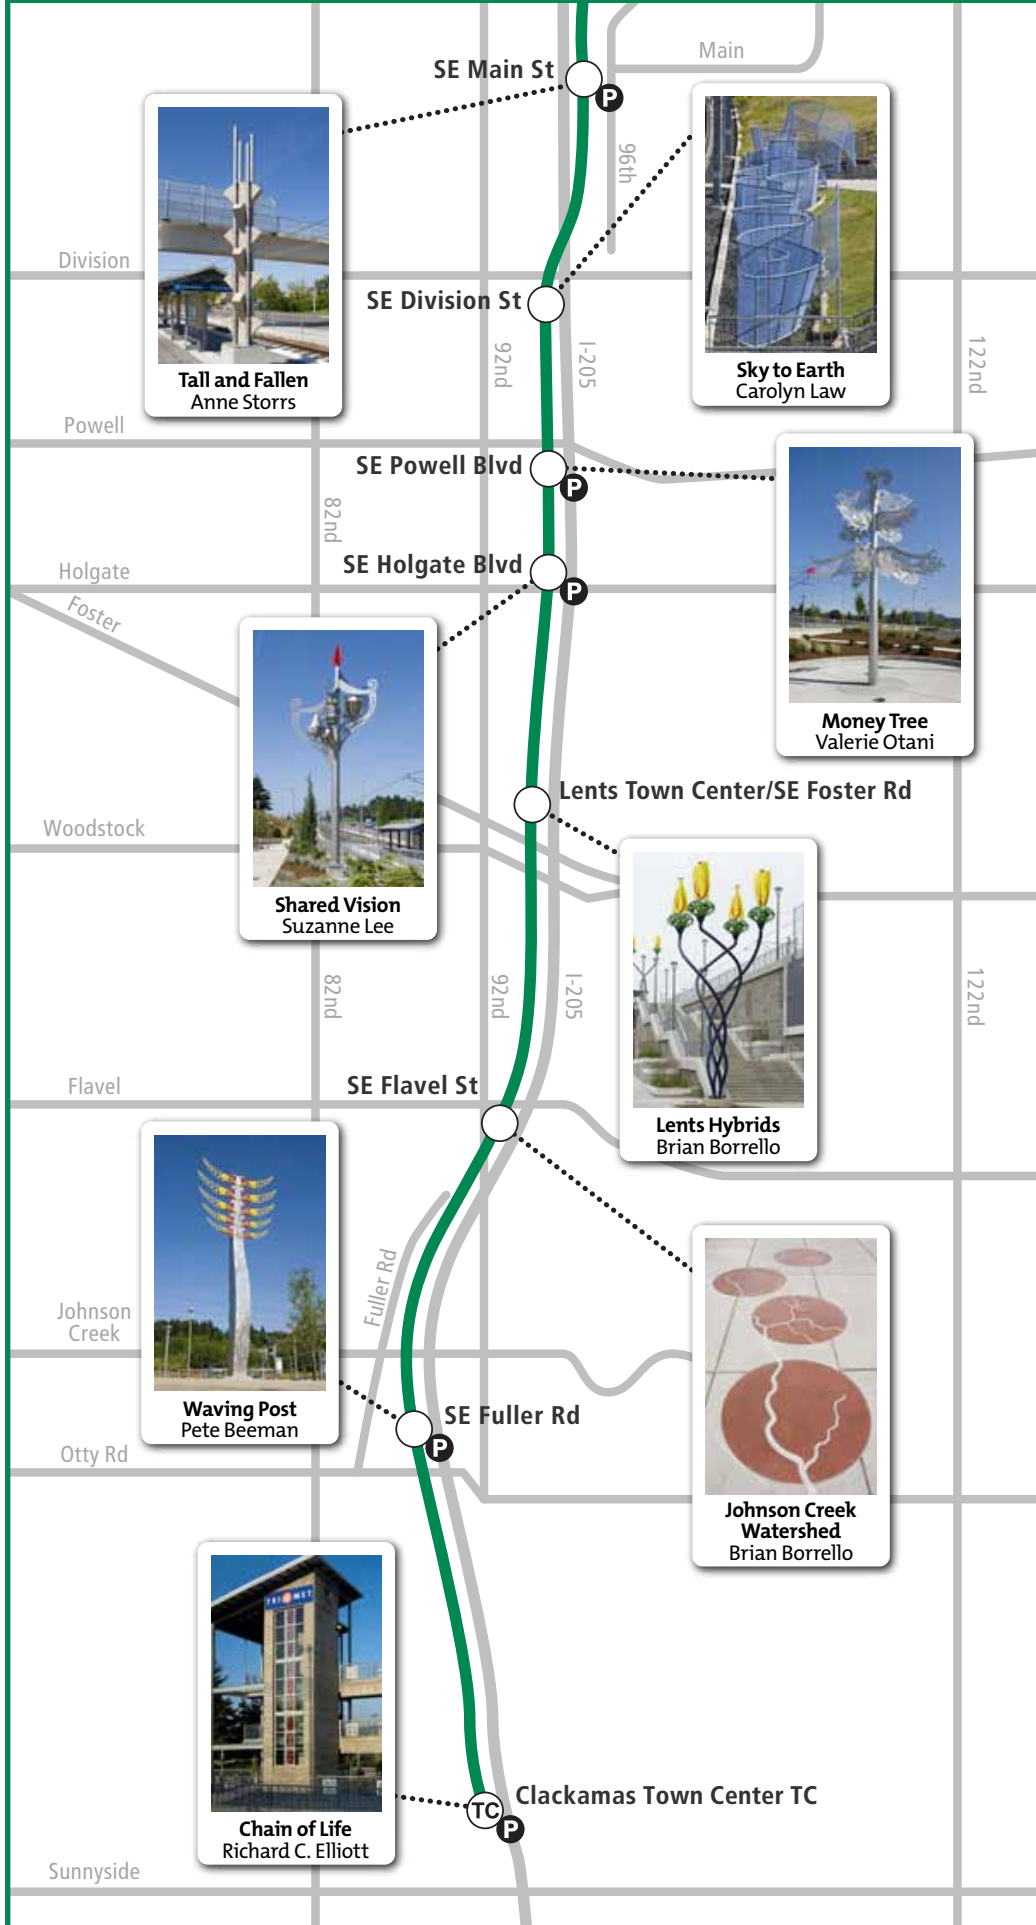 Main
SE Main St
P
96th
Tall and Fallen
Anne Storrs
Sky to Earth
Carolyn Law
Division
SE Division St
92nd
I-205
122nd
Powell
SE Powell Blvd
P
82nd
Money Tree
Valerie Otani
SE Holgate Blvd
P
Holgate
Foster
Shared Vision
Suzanne Lee
Lents Town Center/SE Foster Rd
Woodstock
Lents Hybrids
Brian Borrello
82nd
92nd
I-205
122nd
Flavel
SE Flavel St
Fuller Rd
Johnson
Creek
Waving Post
Pete Beeman
SE Fuller Rd
P
Otty Rd
Johnson Creek
Watershed
Brian Borrello
TRI MET
Chain of Life
Richard C. Elliott
Clackamas Town Center TC
TC
P
Sunnyside